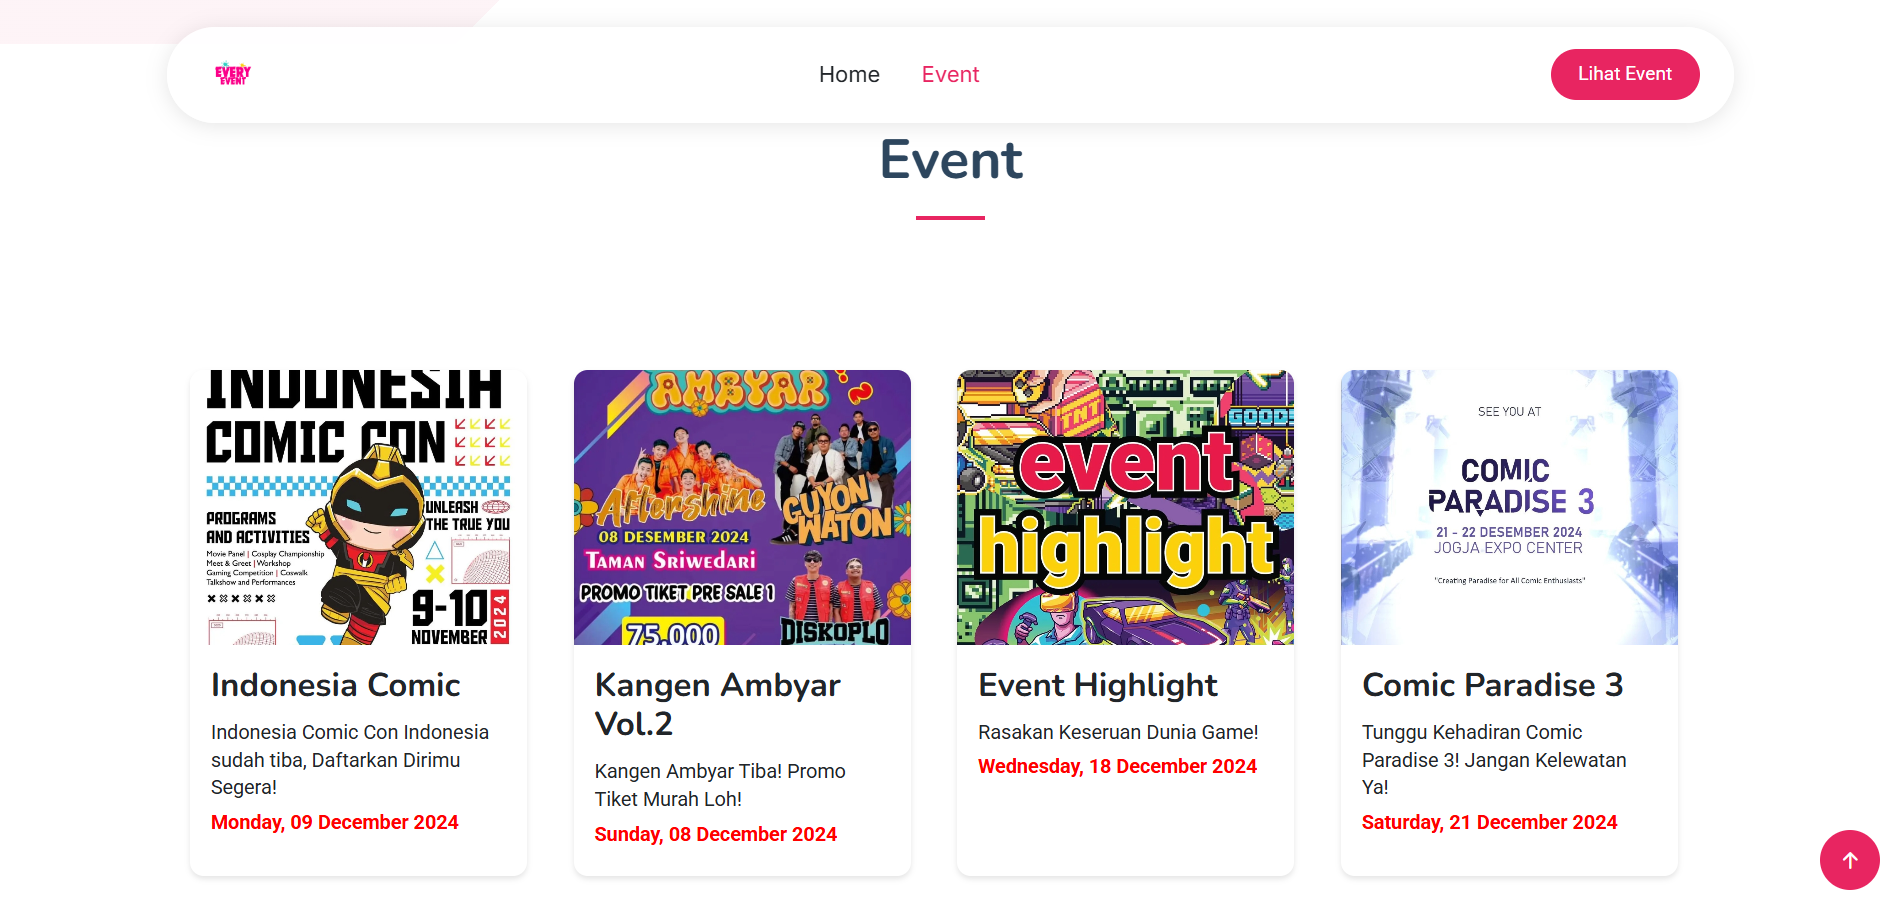 EVERY
EVENT
Home
Event
Lihat Event
Event
INDONESIA
COMIC CON
PROGRAMS
AND ACTIVITIES
Movie Panel | Cosplay Championship
Meet & Greet | Workshop
Gaming Competition | Coswalk
Talkshow and Performances
UNLEASH
THE TRUE YOU
9-10
NOVEMBER
2024
AMBYAR
Aftershine
GUYON
WATON
08 DESEMBER 2024
TAMAN SRIWEDARI
PROMO TIKET PRE SALE 1
75.000
DISKOPLO
TNT
GOODS
event
highlight
SEE YOU AT
COMIC
PARADISE 3
21 - 22 DESEMBER 2024
JOGJA EXPO CENTER
"Creating Paradise for All Comic Enthusiasts"
Indonesia Comic
Indonesia Comic Con Indonesia
sudah tiba, Daftarkan Dirimu
Segera!
Monday, 09 December 2024
Kangen Ambyar
Vol.2
Kangen Ambyar Tiba! Promo
Tiket Murah Loh!
Sunday, 08 December 2024
Event Highlight
Rasakan Keseruan Dunia Game!
Wednesday, 18 December 2024
Comic Paradise 3
Tunggu Kehadiran Comic
Paradise 3! Jangan Kelewatan
Ya!
Saturday, 21 December 2024